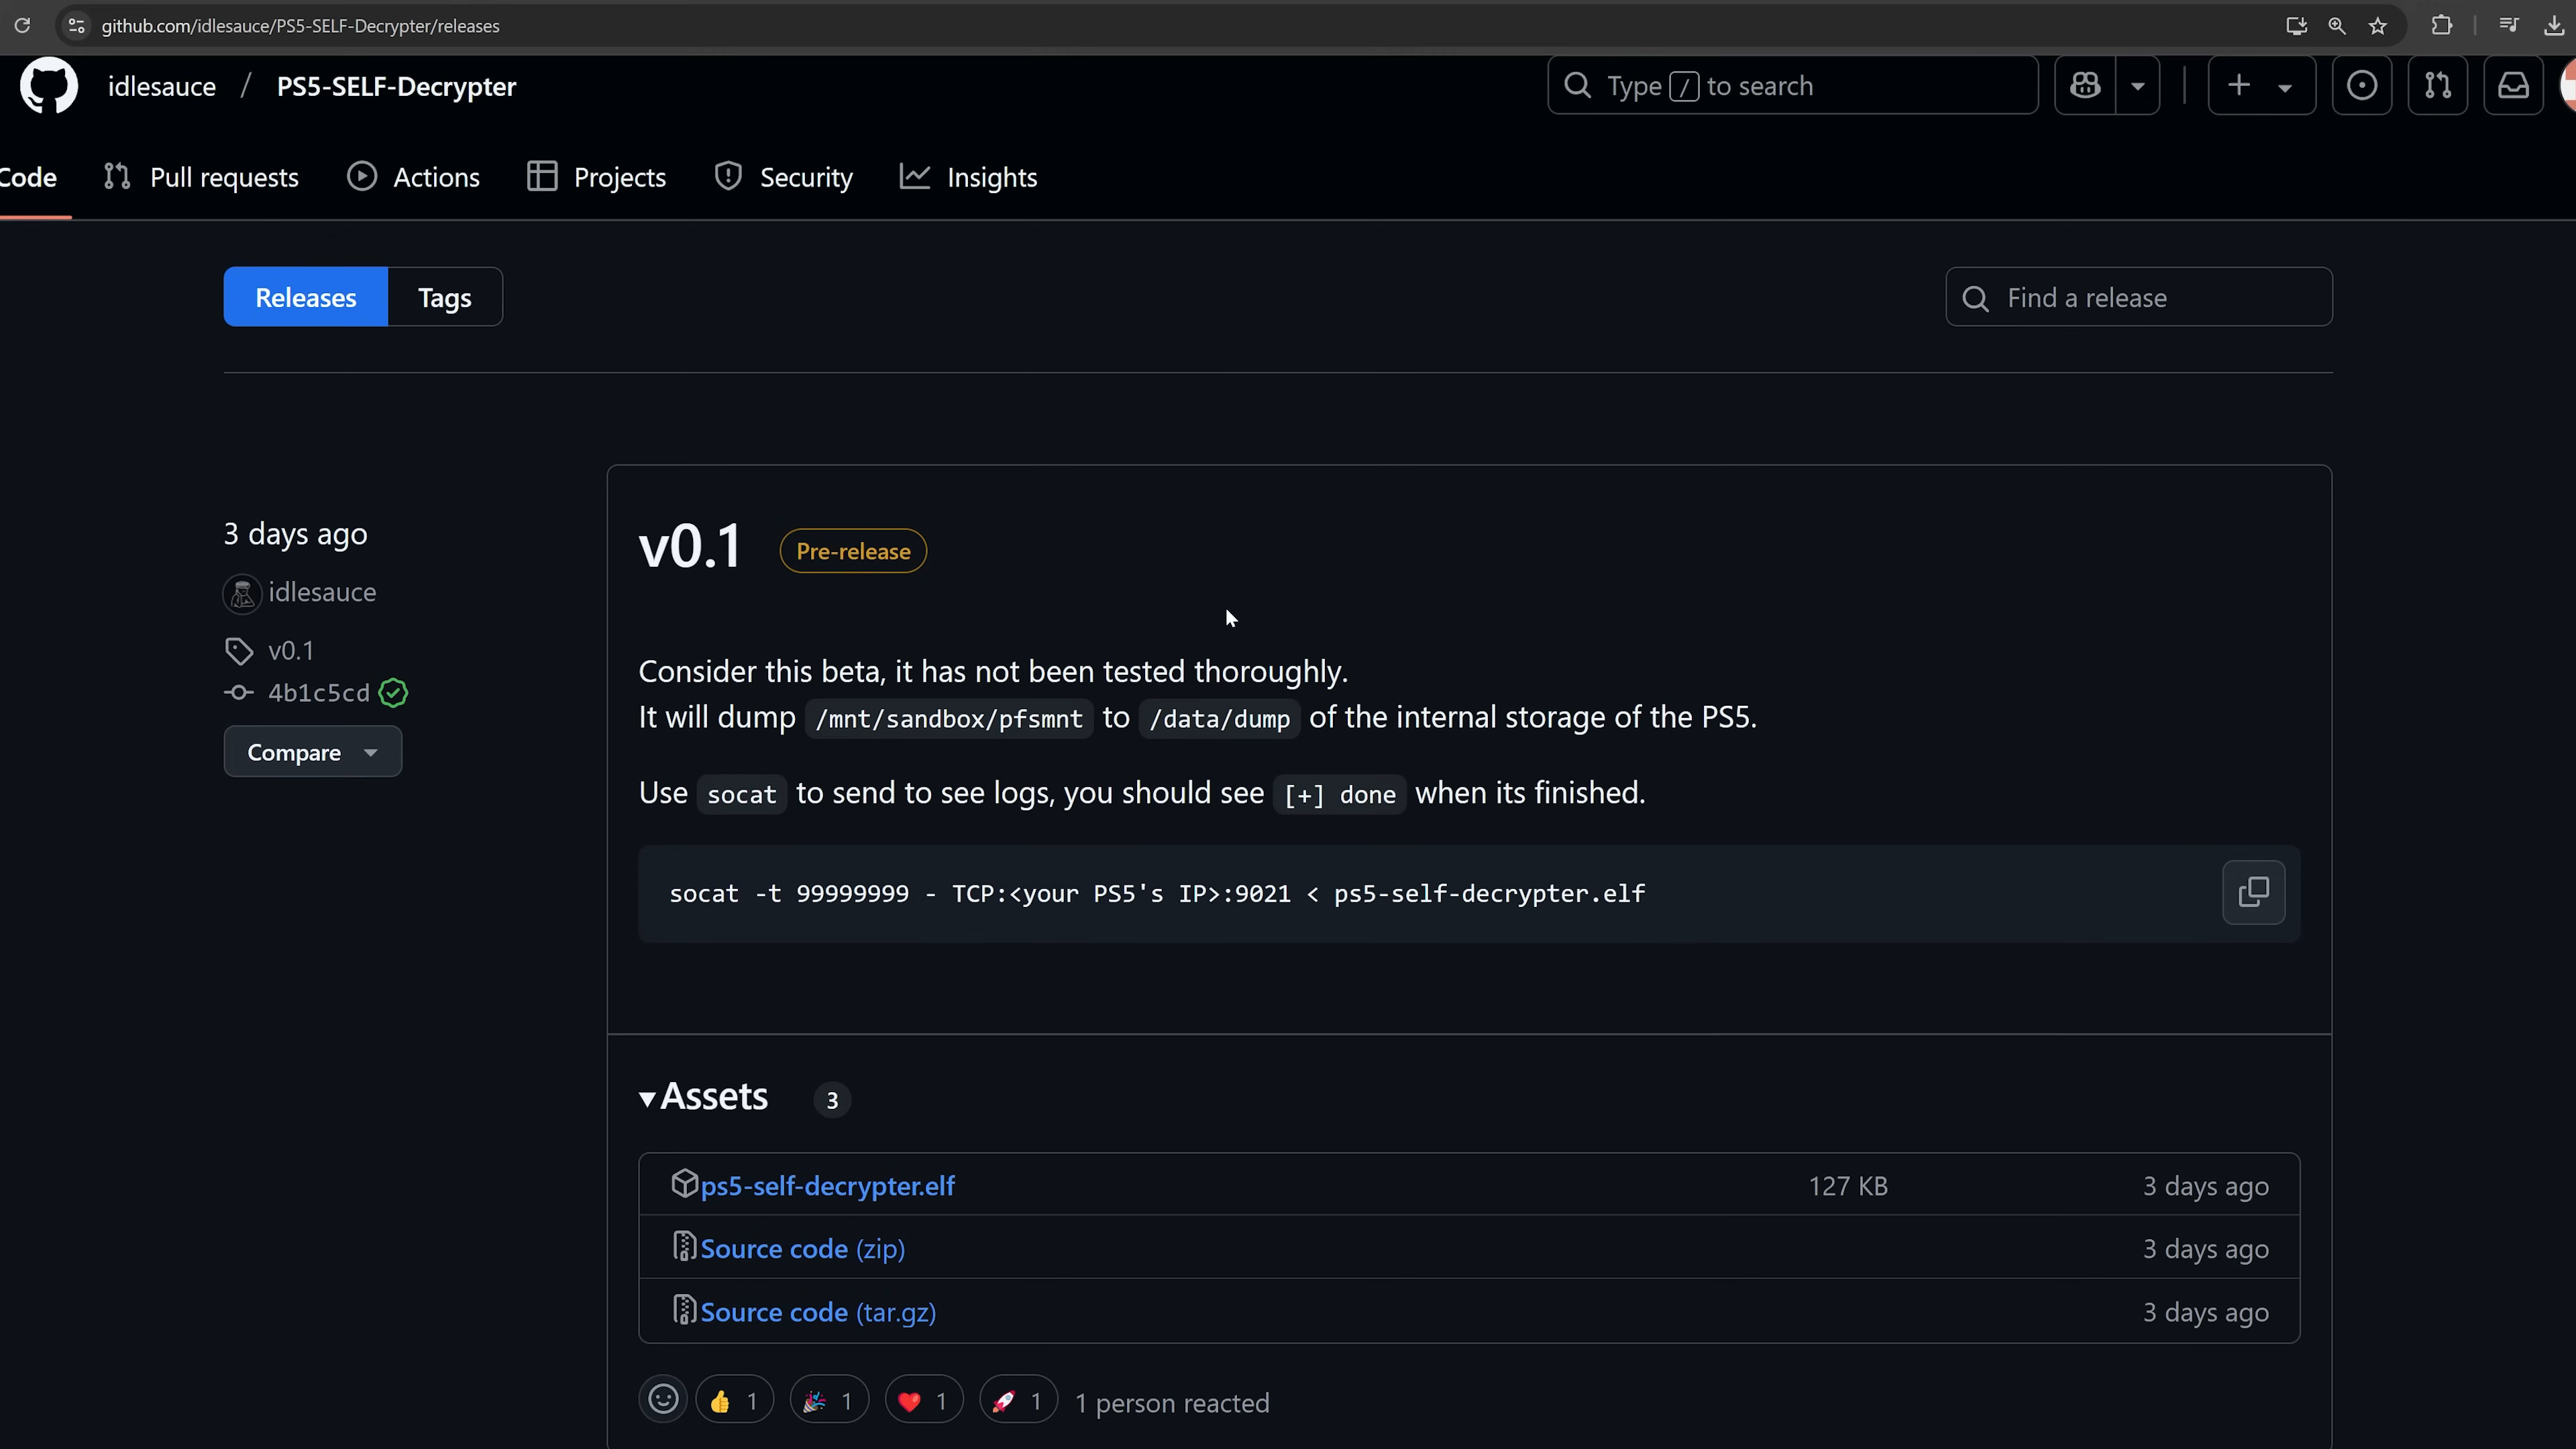 github.com/idlesauce/PS5-SELF-Decrypter/releases
idlesauce / PS5-SELF-Decrypter
Type / to search
Code Pull requests Actions Projects Security Insights
Releases Tags
Find a release
3 days ago
idlesauce
v0.1
4b1c5cd
Compare
v0.1 Pre-release
Consider this beta, it has not been tested thoroughly.
It will dump /mnt/sandbox/pfsmnt to /data/dump of the internal storage of the PS5.
Use socat to send to see logs, you should see [+] done when its finished.
socat -t 99999999 - TCP:<your PS5's IP>:9021 < ps5-self-decrypter.elf
Assets 3
ps5-self-decrypter.elf 127 KB 3 days ago
Source code (zip) 3 days ago
Source code (tar.gz) 3 days ago
👍 1 🎉 1 ❤️ 1 🚀 1 1 person reacted